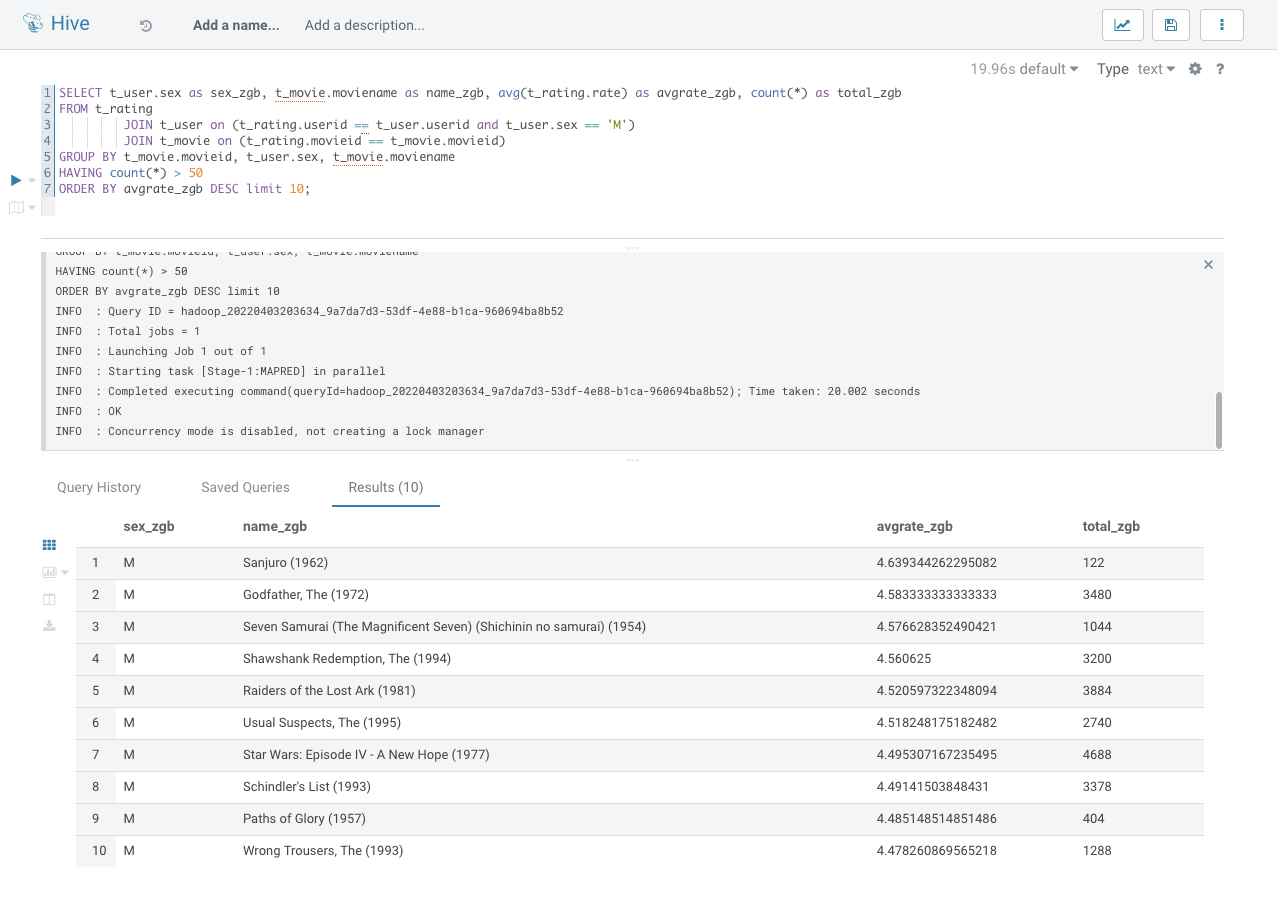 Hive Add a name... Add a description...
19.96s default Type text ?
1 SELECT t_user.sex as sex_zgb, t_movie.moviename as name_zgb, avg(t_rating.rate) as avgrate_zgb, count(*) as total_zgb
2 FROM t_rating
3 JOIN t_user on (t_rating.userid == t_user.userid and t_user.sex == 'M')
4 JOIN t_movie on (t_rating.movieid == t_movie.movieid)
5 GROUP BY t_movie.movieid, t_user.sex, t_movie.moviename
6 HAVING count(*) > 50
7 ORDER BY avgrate_zgb DESC limit 10;
GROUP BY t_movie.movieid, t_user.sex, t_movie.moviename
HAVING count(*) > 50
ORDER BY avgrate_zgb DESC limit 10
INFO : Query ID = hadoop_20220403203634_9a7da7d3-53df-4e88-b1ca-960694ba8b52
INFO : Total jobs = 1
INFO : Launching Job 1 out of 1
INFO : Starting task [Stage-1:MAPRED] in parallel
INFO : Completed executing command(queryId=hadoop_20220403203634_9a7da7d3-53df-4e88-b1ca-960694ba8b52); Time taken: 20.002 seconds
INFO : OK
INFO : Concurrency mode is disabled, not creating a lock manager
Query History Saved Queries Results (10)
sex_zgb name_zgb avgrate_zgb total_zgb
1 M Sanjuro (1962) 4.639344262295082 122
2 M Godfather, The (1972) 4.583333333333333 3480
3 M Seven Samurai (The Magnificent Seven) (Shichinin no samurai) (1954) 4.576628352490421 1044
4 M Shawshank Redemption, The (1994) 4.560625 3200
5 M Raiders of the Lost Ark (1981) 4.520597322348094 3884
6 M Usual Suspects, The (1995) 4.518248175182482 2740
7 M Star Wars: Episode IV - A New Hope (1977) 4.495307167235495 4688
8 M Schindler's List (1993) 4.49141503848431 3378
9 M Paths of Glory (1957) 4.485148514851486 404
10 M Wrong Trousers, The (1993) 4.478260869565218 1288